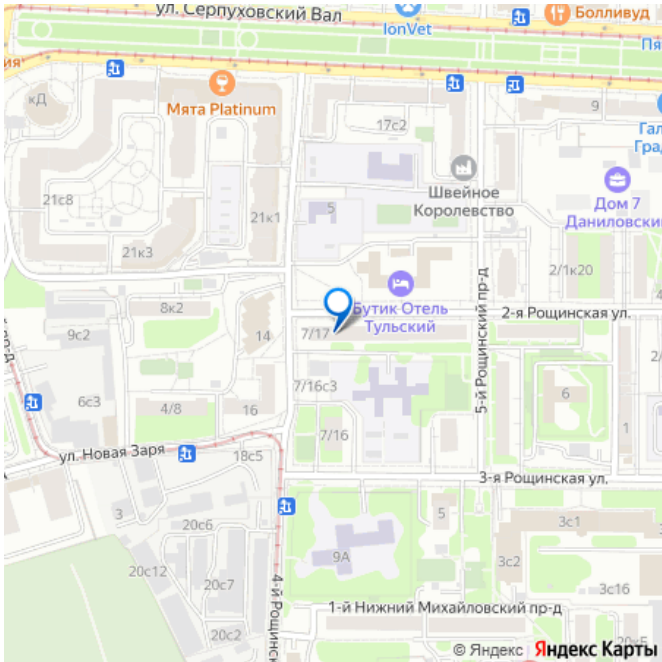 ул. Серпуховский Вал
Болливуд
IonVet
Пя
ия
кД
Мята Platinum
9
17с2
Гал
Град
Швейное
Королевство
Дом 7
Даниловский
21с8
5
21к1
21к3
2/1к20
5-й Рощинский пр-д
8к2
Бутик Отель
Тульский
2-я Рощинская ул.
9с2
14
7/17
7/16с3
6
6с3
4/8
16
7/16
1
ул. Новая Заря
18с5
3-я Рощинская ул.
3
20с6
5
3с1
9А
20с12
20с7
3с2
3с16
4-й Рощинск
1-й Нижний Михайловский пр-д
20с2
20к5
© Яндекс Яндекс Карты